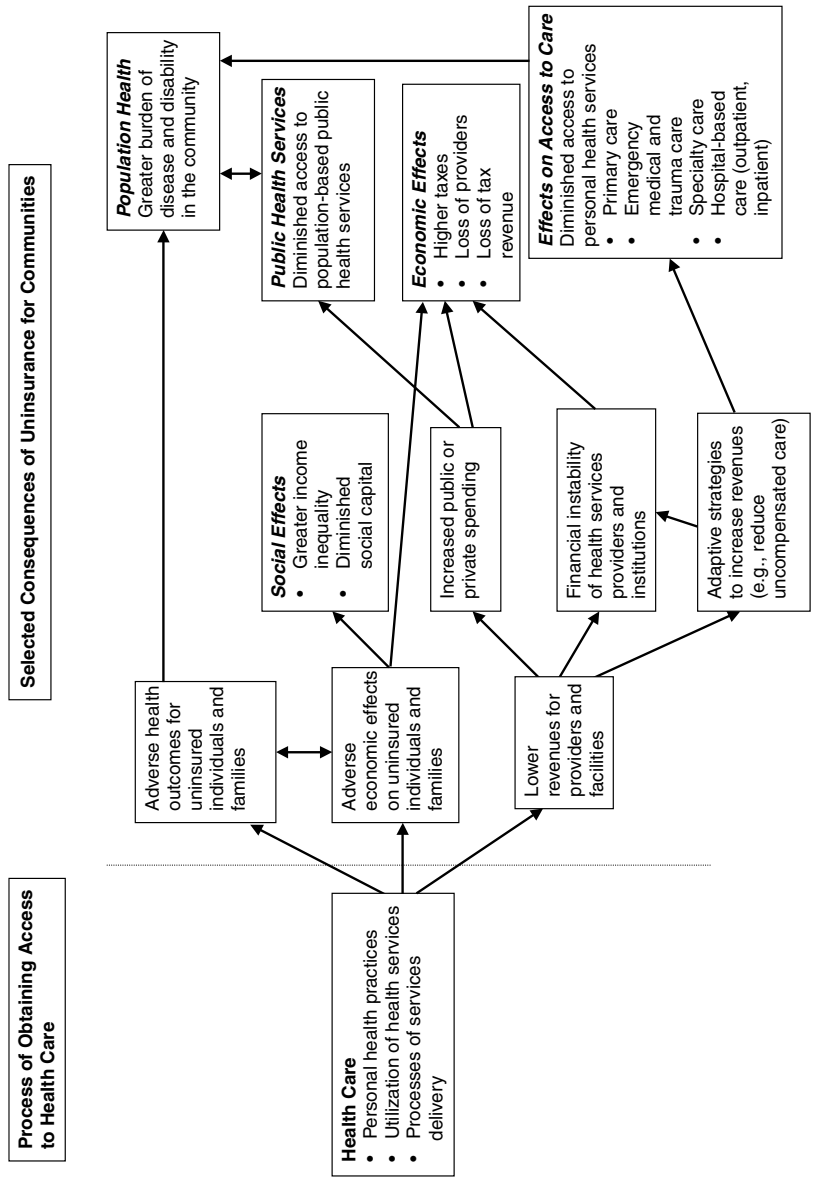 Process of Obtaining Access
to Health Care
Selected Consequences of Uninsurance for Communities
Health Care
• Personal health practices
• Utilization of health services
• Processes of services
delivery
Adverse health
outcomes for
uninsured
individuals and
families
Adverse
economic effects
on uninsured
individuals and
families
Lower
revenues for
providers and
facilities
Social Effects
• Greater income
inequality
• Diminished
social capital
Increased public or
private spending
Financial instability
of health services
providers and
institutions
Adaptive strategies
to increase revenues
(e.g., reduce
uncompensated care)
Population Health
Greater burden of
disease and disability
in the community
Public Health Services
Diminished access to
population-based public
health services
Economic Effects
• Higher taxes
• Loss of providers
• Loss of tax
revenue
Effects on Access to Care
Diminished access to
personal health services
• Primary care
• Emergency
medical and
trauma care
• Specialty care
• Hospital-based
care (outpatient,
inpatient)